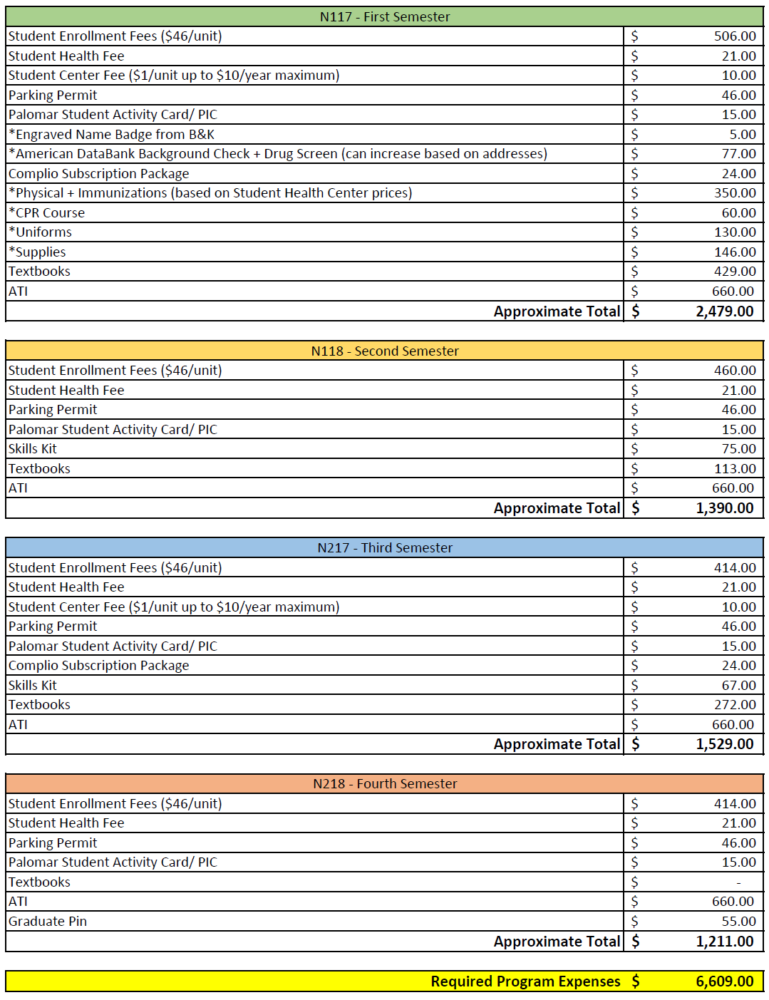 N117 - First Semester
Student Enrollment Fees ($46/unit) $ 506.00
Student Health Fee $ 21.00
Student Center Fee ($1/unit up to $10/year maximum) $ 10.00
Parking Permit $ 46.00
Palomar Student Activity Card/ PIC $ 15.00
*Engraved Name Badge from B&K $ 5.00
*American DataBank Background Check + Drug Screen (can increase based on addresses) $ 77.00
Complio Subscription Package $ 24.00
*Physical + Immunizations (based on Student Health Center prices) $ 350.00
*CPR Course $ 60.00
*Uniforms $ 130.00
*Supplies $ 146.00
Textbooks $ 429.00
ATI $ 660.00
Approximate Total $ 2,479.00
N118 - Second Semester
Student Enrollment Fees ($46/unit) $ 460.00
Student Health Fee $ 21.00
Parking Permit $ 46.00
Palomar Student Activity Card/ PIC $ 15.00
Skills Kit $ 75.00
Textbooks $ 113.00
ATI $ 660.00
Approximate Total $ 1,390.00
N217 - Third Semester
Student Enrollment Fees ($46/unit) $ 414.00
Student Health Fee $ 21.00
Student Center Fee ($1/unit up to $10/year maximum) $ 10.00
Parking Permit $ 46.00
Palomar Student Activity Card/ PIC $ 15.00
Complio Subscription Package $ 24.00
Skills Kit $ 67.00
Textbooks $ 272.00
ATI $ 660.00
Approximate Total $ 1,529.00
N218 - Fourth Semester
Student Enrollment Fees ($46/unit) $ 414.00
Student Health Fee $ 21.00
Parking Permit $ 46.00
Palomar Student Activity Card/ PIC $ 15.00
Textbooks $ -
ATI $ 660.00
Graduate Pin $ 55.00
Approximate Total $ 1,211.00
Required Program Expenses $ 6,609.00